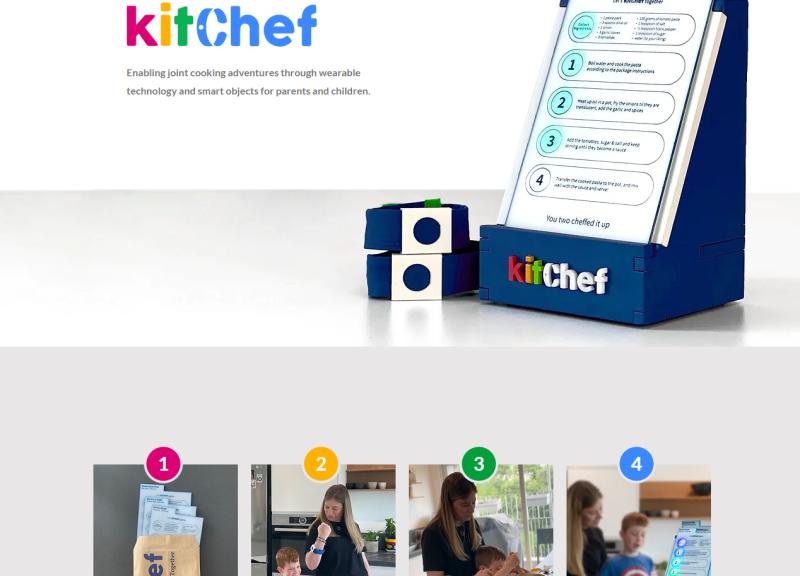 kitChef
Enabling joint cooking adventures through wearable
technology and smart objects for parents and children.
Let's kitChef together
Collect
Ingredients
1 Boil water and cook the pasta
according to the package instructions
2 Heat up oil in a pot, fry the onions til they are
translucent, add the garlic and spices
3 Add the tomatoes, sugar & salt and keep
stirring until they become a sauce
4 Transfer the cooked pasta to the pot, and mix
well with the sauce and serve!
You two cheffed it up
kitChef
1
2
3
4
ef
Together